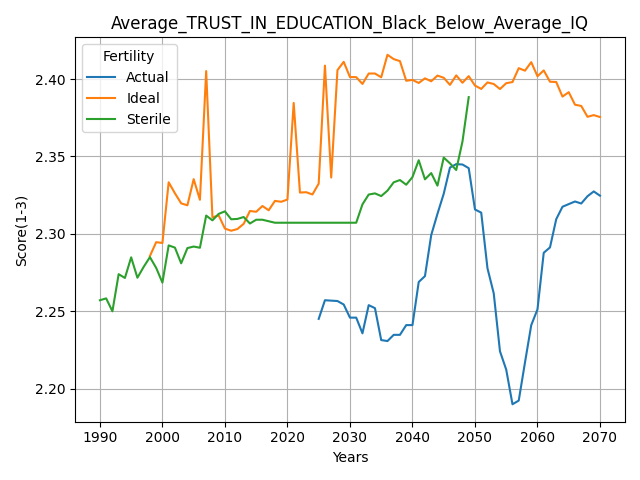 Average_TRUST_IN_EDUCATION_Black_Below_Average_IQ
Fertility
Actual
Ideal
Sterile
Score(1-3)
2.40
2.35
2.30
2.25
2.20
1990 2000 2010 2020 2030 2040 2050 2060 2070
Years